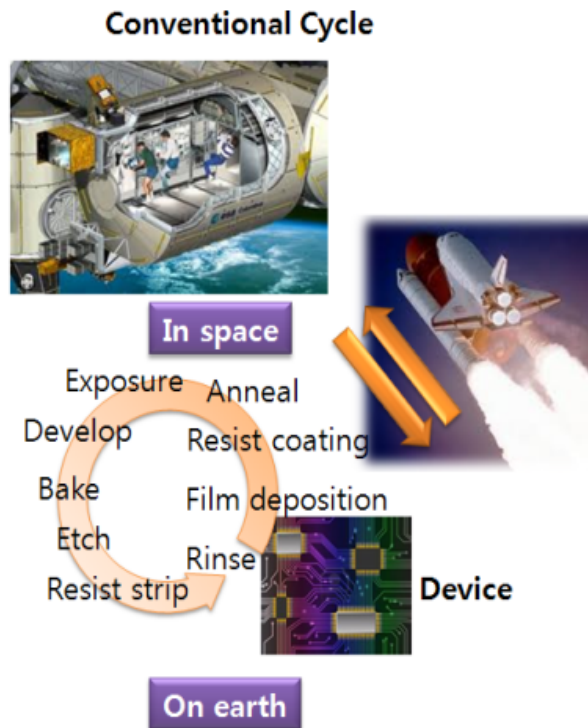 Conventional Cycle
In space
Exposure
Anneal
Develop
Resist coating
Bake
Film deposition
Etch
Rinse
Resist strip
Device
On earth